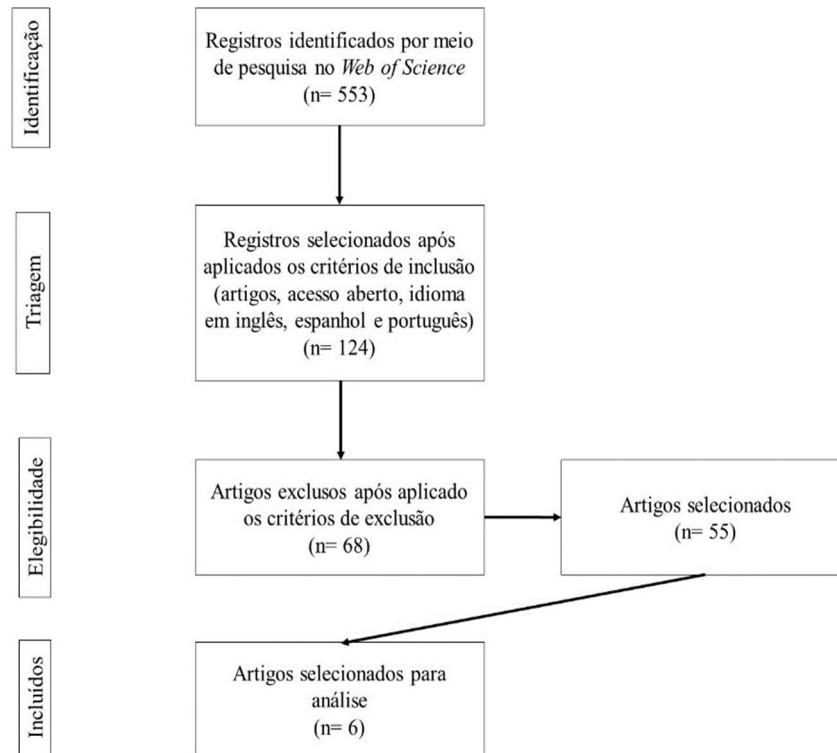 Identificação
Registros identificados por meio
de pesquisa no Web of Science
(n= 553)
Triagem
Registros selecionados após
aplicados os critérios de inclusão
(artigos, acesso aberto, idioma
em inglês, espanhol e português)
(n= 124)
Elegibilidade
Artigos exclusos após aplicado
os critérios de exclusão
(n= 68)
Artigos selecionados
(n= 55)
Incluídos
Artigos selecionados para
análise
(n= 6)